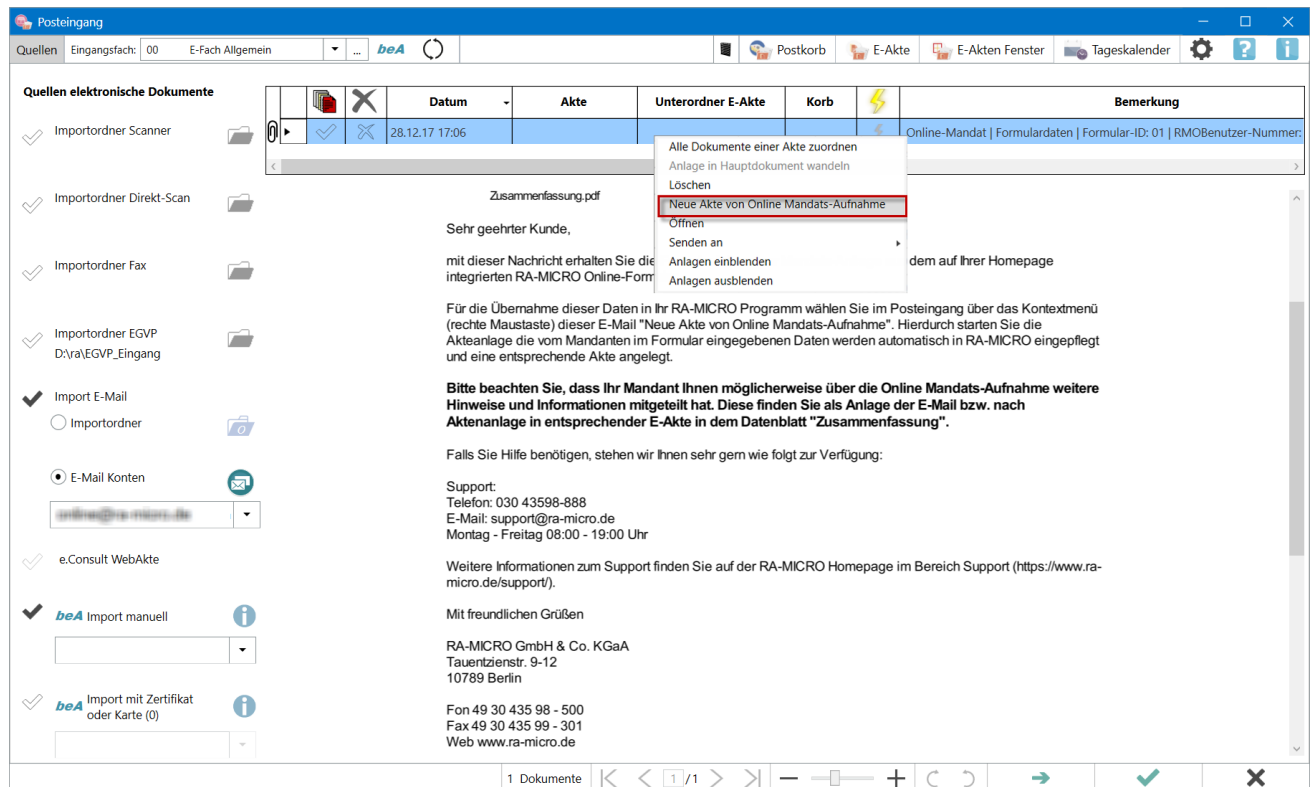 Posteingang
Quellen Eingangsfach: 00 E-Fach Allgemein ... beA Postkorb E-Akte E-Akten Fenster Tageskalender ? i
Quellen elektronische Dokumente
Importordner Scanner
Importordner Direkt-Scan
Importordner Fax
Importordner EGVP
D:\ra\EGVP_Eingang
Import E-Mail
Importordner
E-Mail Konten
e.Consult WebAkte
beA Import manuell
beA Import mit Zertifikat
oder Karte (0)
Datum Akte Unterordner E-Akte Korb Bemerkung
28.12.17 17:06 Online-Mandat | Formulardaten | Formular-ID: 01 | RMOBenutzer-Nummer:
Alle Dokumente einer Akte zuordnen
Anlage in Hauptdokument wandeln
Löschen
Neue Akte von Online Mandats-Aufnahme
Öffnen
Senden an
Anlagen einblenden
Anlagen ausblenden
Zusammenfassung.pdf
Sehr geehrter Kunde,
mit dieser Nachricht erhalten Sie die dem auf Ihrer Homepage
integrierten RA-MICRO Online-Form
Für die Übernahme dieser Daten in Ihr RA-MICRO Programm wählen Sie im Posteingang über das Kontextmenü
(rechte Maustaste) dieser E-Mail "Neue Akte von Online Mandats-Aufnahme". Hierdurch starten Sie die
Akteanlage die vom Mandanten im Formular eingegebenen Daten werden automatisch in RA-MICRO eingepflegt
und eine entsprechende Akte angelegt.
Bitte beachten Sie, dass Ihr Mandant Ihnen möglicherweise über die Online Mandats-Aufnahme weitere
Hinweise und Informationen mitgeteilt hat. Diese finden Sie als Anlage der E-Mail bzw. nach
Aktenanlage in entsprechender E-Akte in dem Datenblatt "Zusammenfassung".
Falls Sie Hilfe benötigen, stehen wir Ihnen sehr gern wie folgt zur Verfügung:
Support:
Telefon: 030 43598-888
E-Mail: support@ra-micro.de
Montag - Freitag 08:00 - 19:00 Uhr
Weitere Informationen zum Support finden Sie auf der RA-MICRO Homepage im Bereich Support (https://www.ra-
micro.de/support/).
Mit freundlichen Grüßen
RA-MICRO GmbH & Co. KGaA
Tauentzienstr. 9-12
10789 Berlin
Fon 49 30 435 98 - 500
Fax 49 30 435 99 - 301
Web www.ra-micro.de
1 Dokumente 1 /1